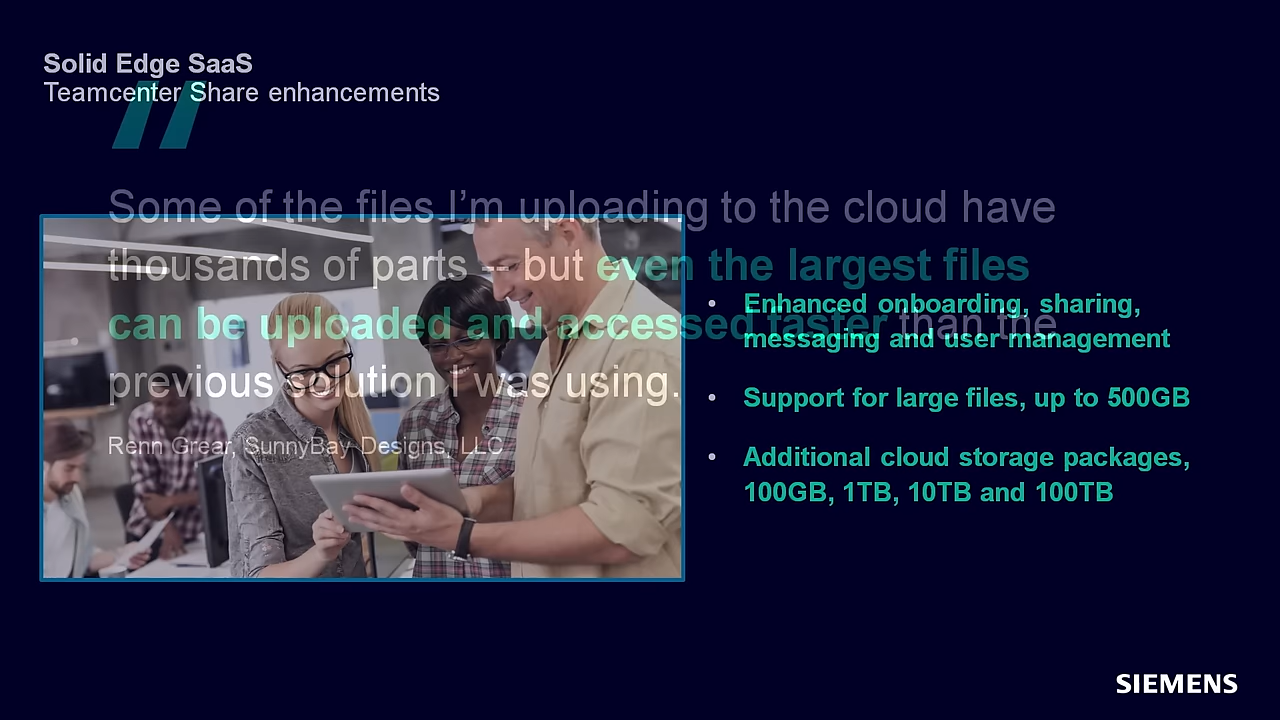 Solid Edge SaaS
Teamcenter Share enhancements
Some of the files I'm uploading to the cloud have
thousands of parts -- but even the largest files
can be uploaded and accessed faster than the
previous solution I was using.
Renn Grear, SunnyBay Designs, LLC
• Enhanced onboarding, sharing,
messaging and user management
• Support for large files, up to 500GB
• Additional cloud storage packages,
100GB, 1TB, 10TB and 100TB
SIEMENS